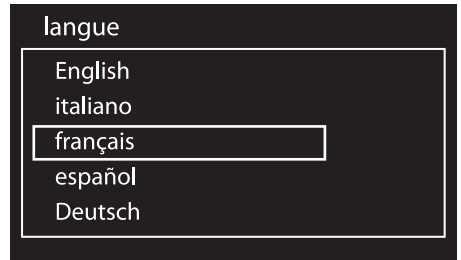 langue
English
italiano
français
español
Deutsch